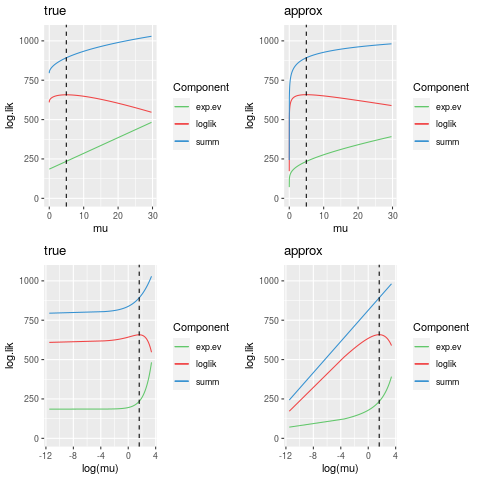 true
log.lik
1000
750
500
250
0
0
10
20
30
mu
Component
exp.ev
loglik
summ
approx
log.lik
1000
750
500
250
0
0
10
20
30
mu
Component
exp.ev
loglik
summ
true
log.lik
1000
750
500
250
0
-12
-8
-4
0
4
log(mu)
Component
exp.ev
loglik
summ
approx
log.lik
1000
750
500
250
0
-12
-8
-4
0
4
log(mu)
Component
exp.ev
loglik
summ